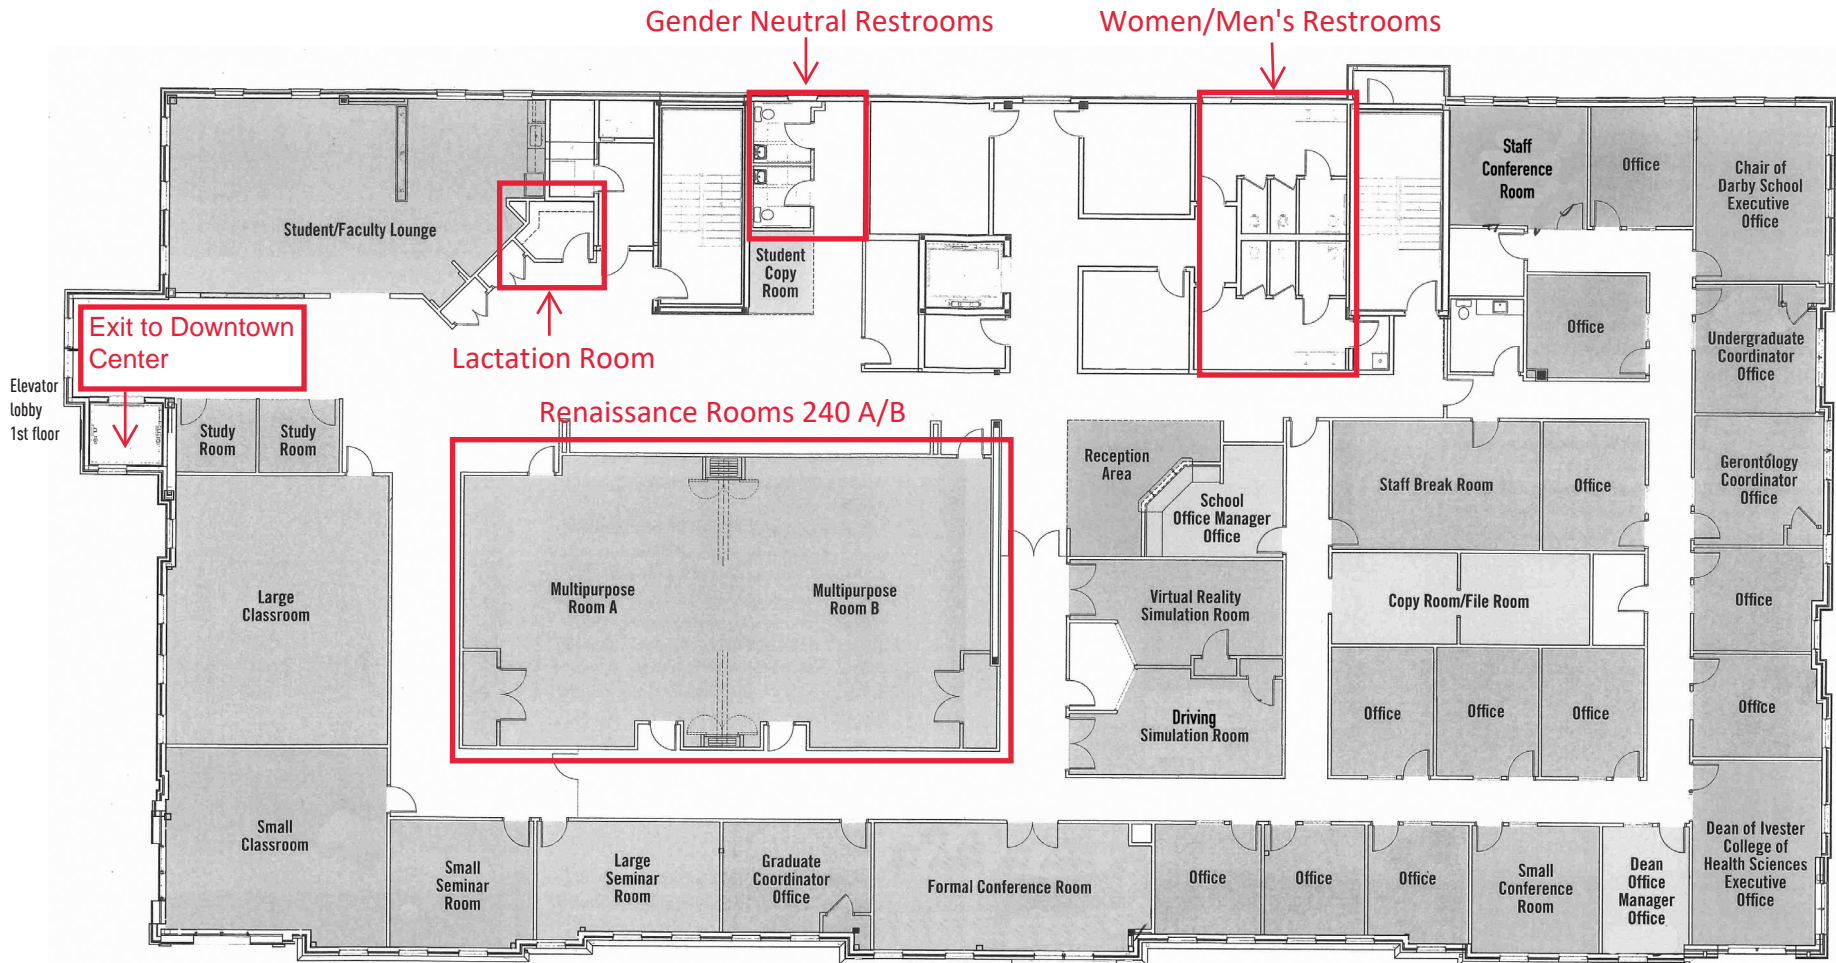 Gender Neutral Restrooms
Women/Men's Restrooms
Staff
Conference
Room
Office
Chair of
Darby School
Executive
Office
Student/Faculty Lounge
Student
Copy
Room
Exit to Downtown
Center
Lactation Room
Office
Undergraduate
Coordinator
Office
Elevator
lobby
1st floor
Study
Room
Study
Room
Renaissance Rooms 240 A/B
Reception
Area
School
Office Manager
Office
Staff Break Room
Office
Gerontology
Coordinator
Office
Large
Classroom
Multipurpose
Room A
Multipurpose
Room B
Virtual Reality
Simulation Room
Copy Room/File Room
Office
Driving
Simulation Room
Office
Office
Office
Office
Small
Classroom
Small
Seminar
Room
Large
Seminar
Room
Graduate
Coordinator
Office
Formal Conference Room
Office
Office
Office
Small
Conference
Room
Dean
Office
Manager
Office
Dean of Ivester
College of
Health Sciences
Executive
Office